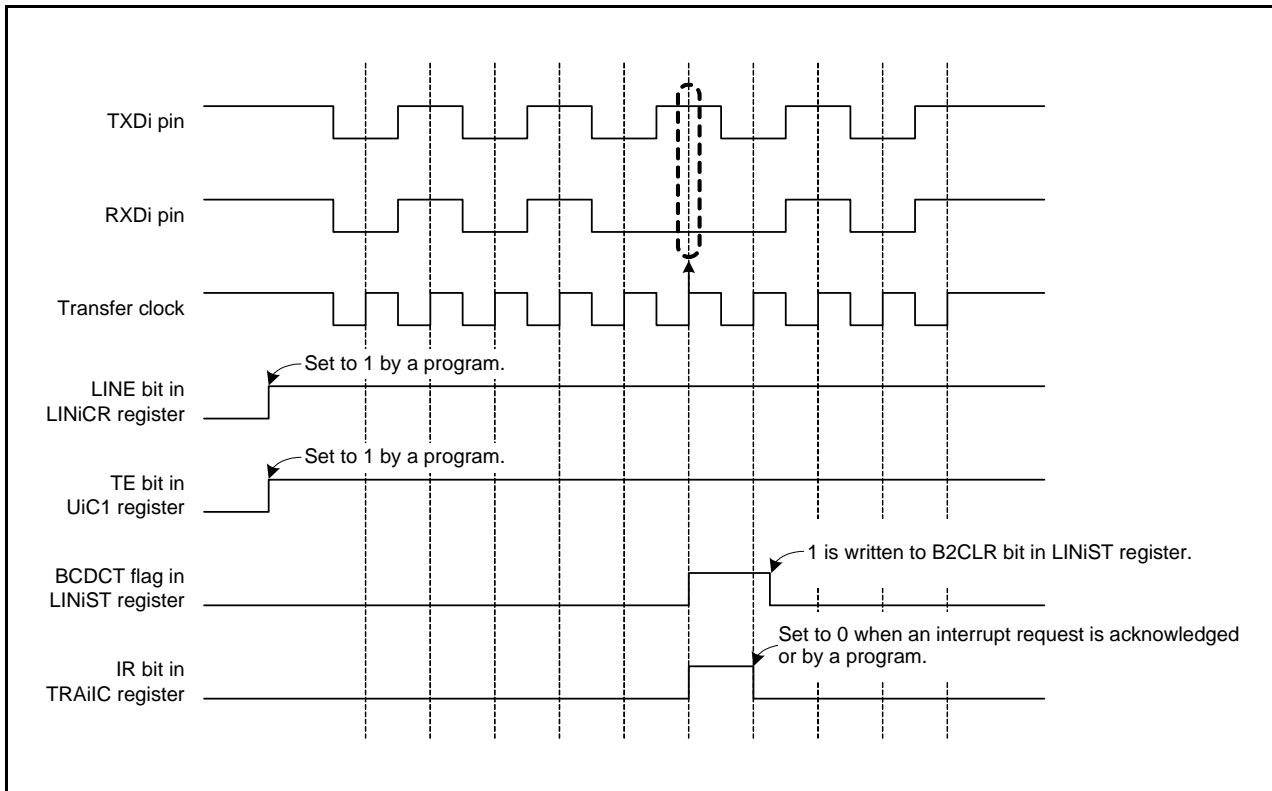 TXDi pin
RXDi pin
Transfer clock
Set to 1 by a program.
LINE bit in
LINiCR register
Set to 1 by a program.
TE bit in
UiC1 register
1 is written to B2CLR bit in LINiST register.
BCDCT flag in
LINiST register
Set to 0 when an interrupt request is acknowledged
or by a program.
IR bit in
TRAiIC register